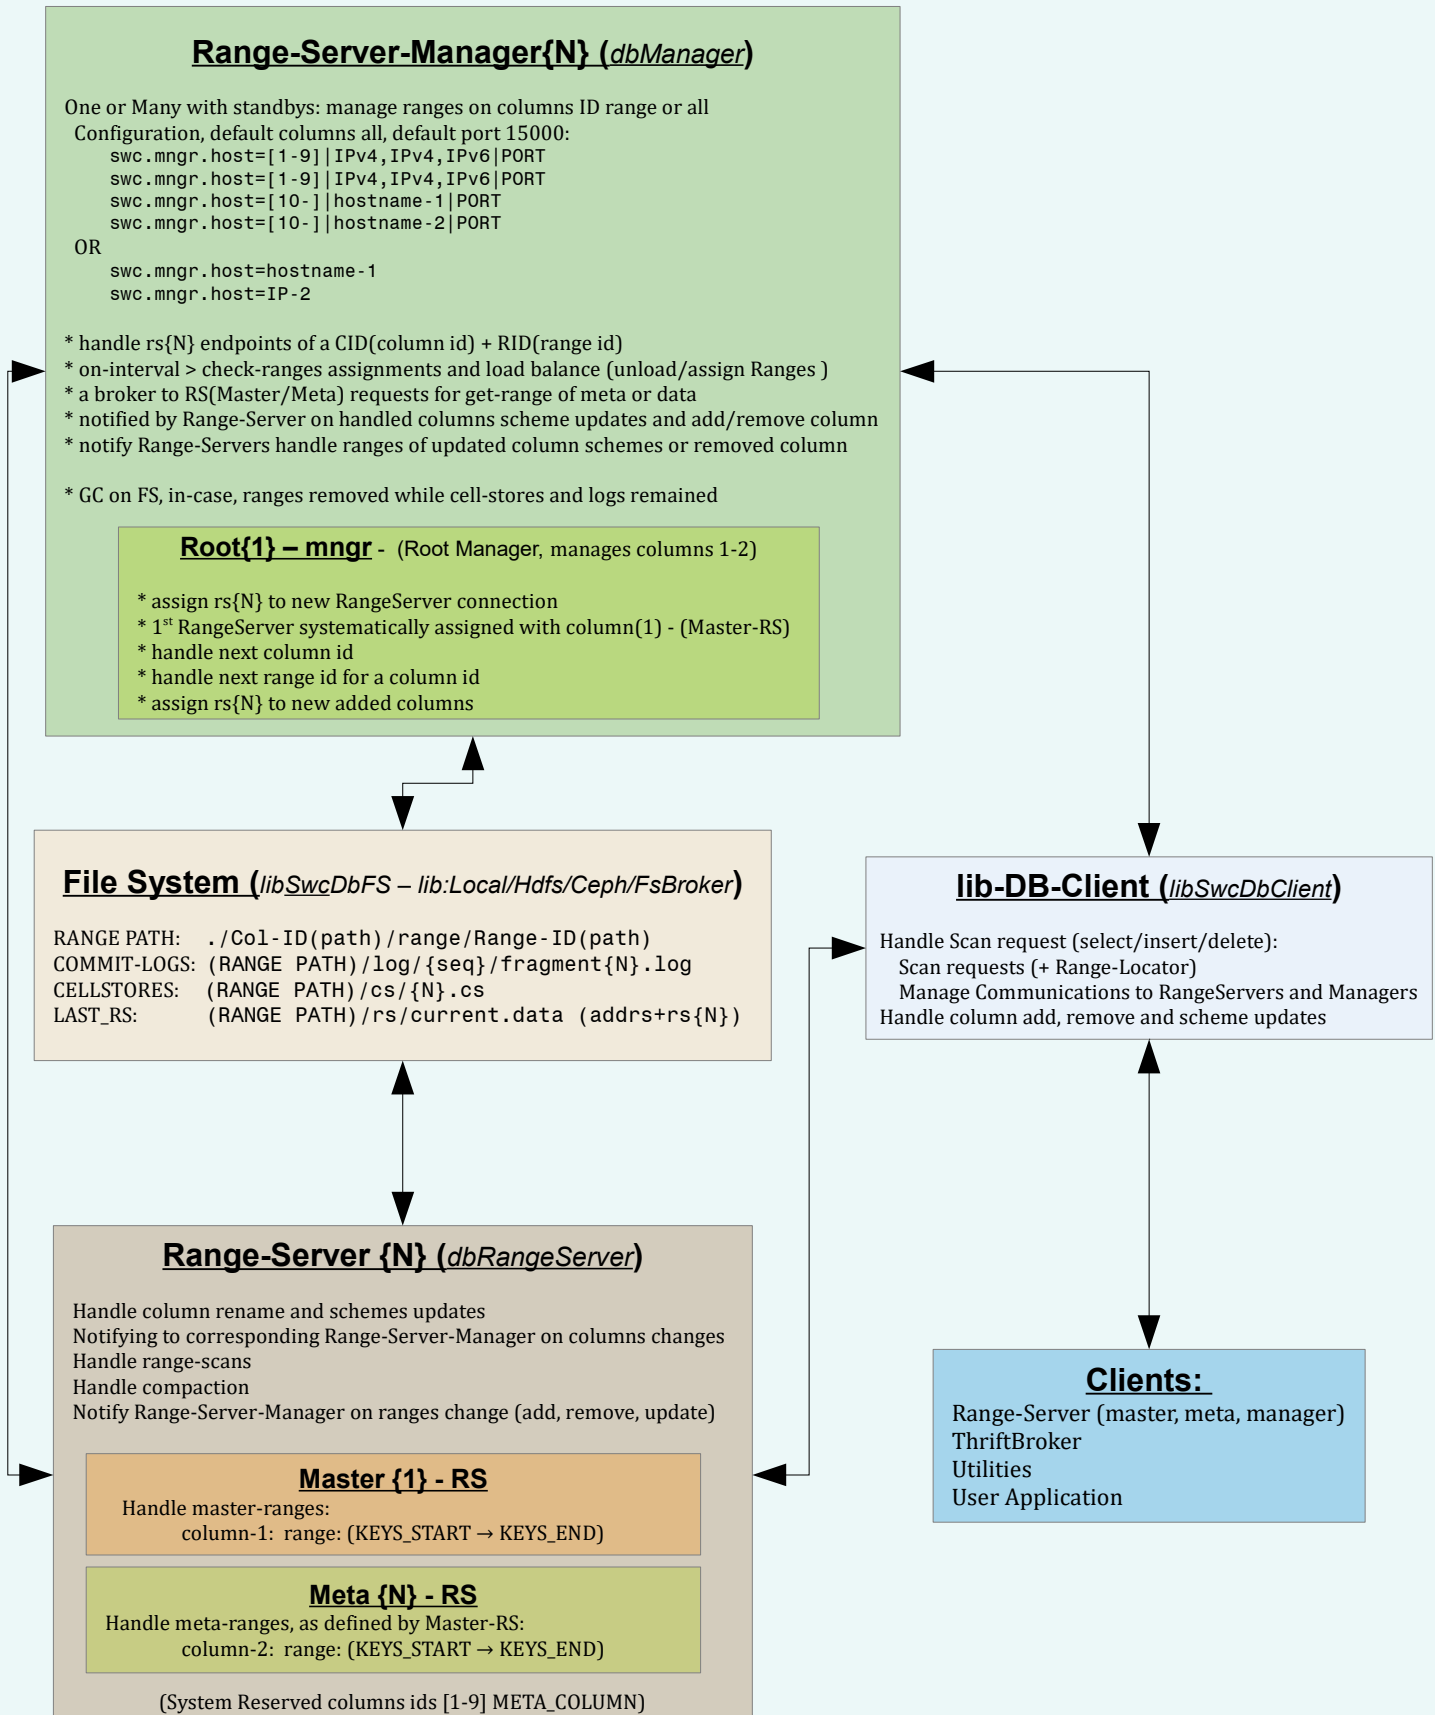 Range-Server-Manager{N} (dbManager)
One or Many with standbys: manage ranges on columns ID range or all
Configuration, default columns all, default port 15000:
swc.mngr.host=[1-9]|IPv4,IPv4,IPv6|PORT
swc.mngr.host=[1-9]|IPv4,IPv4,IPv6|PORT
swc.mngr.host=[10-]|hostname-1|PORT
swc.mngr.host=[10-]|hostname-2|PORT
OR
swc.mngr.host=hostname-1
swc.mngr.host=IP-2
* handle rs{N} endpoints of a CID(column id) + RID(range id)
* on-interval > check-ranges assignments and load balance (unload/assign Ranges )
* a broker to RS(Master/Meta) requests for get-range of meta or data
* notified by Range-Server on handled columns scheme updates and add/remove column
* notify Range-Servers handle ranges of updated column schemes or removed column
* GC on FS, in-case, ranges removed while cell-stores and logs remained
Root{1} – mngr - (Root Manager, manages columns 1-2)
* assign rs{N} to new RangeServer connection
* 1st RangeServer systematically assigned with column(1) - (Master-RS)
* handle next column id
* handle next range id for a column id
* assign rs{N} to new added columns
File System (libSwcDbFS – lib:Local/Hdfs/Ceph/FsBroker)
RANGE PATH: ./Col-ID(path)/range/Range-ID(path)
COMMIT-LOGS: (RANGE PATH)/log/{seq}/fragment{N}.log
CELLSTORES: (RANGE PATH)/cs/{N}.cs
LAST_RS: (RANGE PATH)/rs/current.data (addrs+rs{N})
lib-DB-Client (libSwcDbClient)
Handle Scan request (select/insert/delete):
Scan requests (+ Range-Locator)
Manage Communications to RangeServers and Managers
Handle column add, remove and scheme updates
Range-Server {N} (dbRangeServer)
Handle column rename and schemes updates
Notifying to corresponding Range-Server-Manager on columns changes
Handle range-scans
Handle compaction
Notify Range-Server-Manager on ranges change (add, remove, update)
Master {1} - RS
Handle master-ranges:
column-1: range: (KEYS_START → KEYS_END)
Meta {N} - RS
Handle meta-ranges, as defined by Master-RS:
column-2: range: (KEYS_START → KEYS_END)
(System Reserved columns ids [1-9] META_COLUMN)
Clients:
Range-Server (master, meta, manager)
ThriftBroker
Utilities
User Application